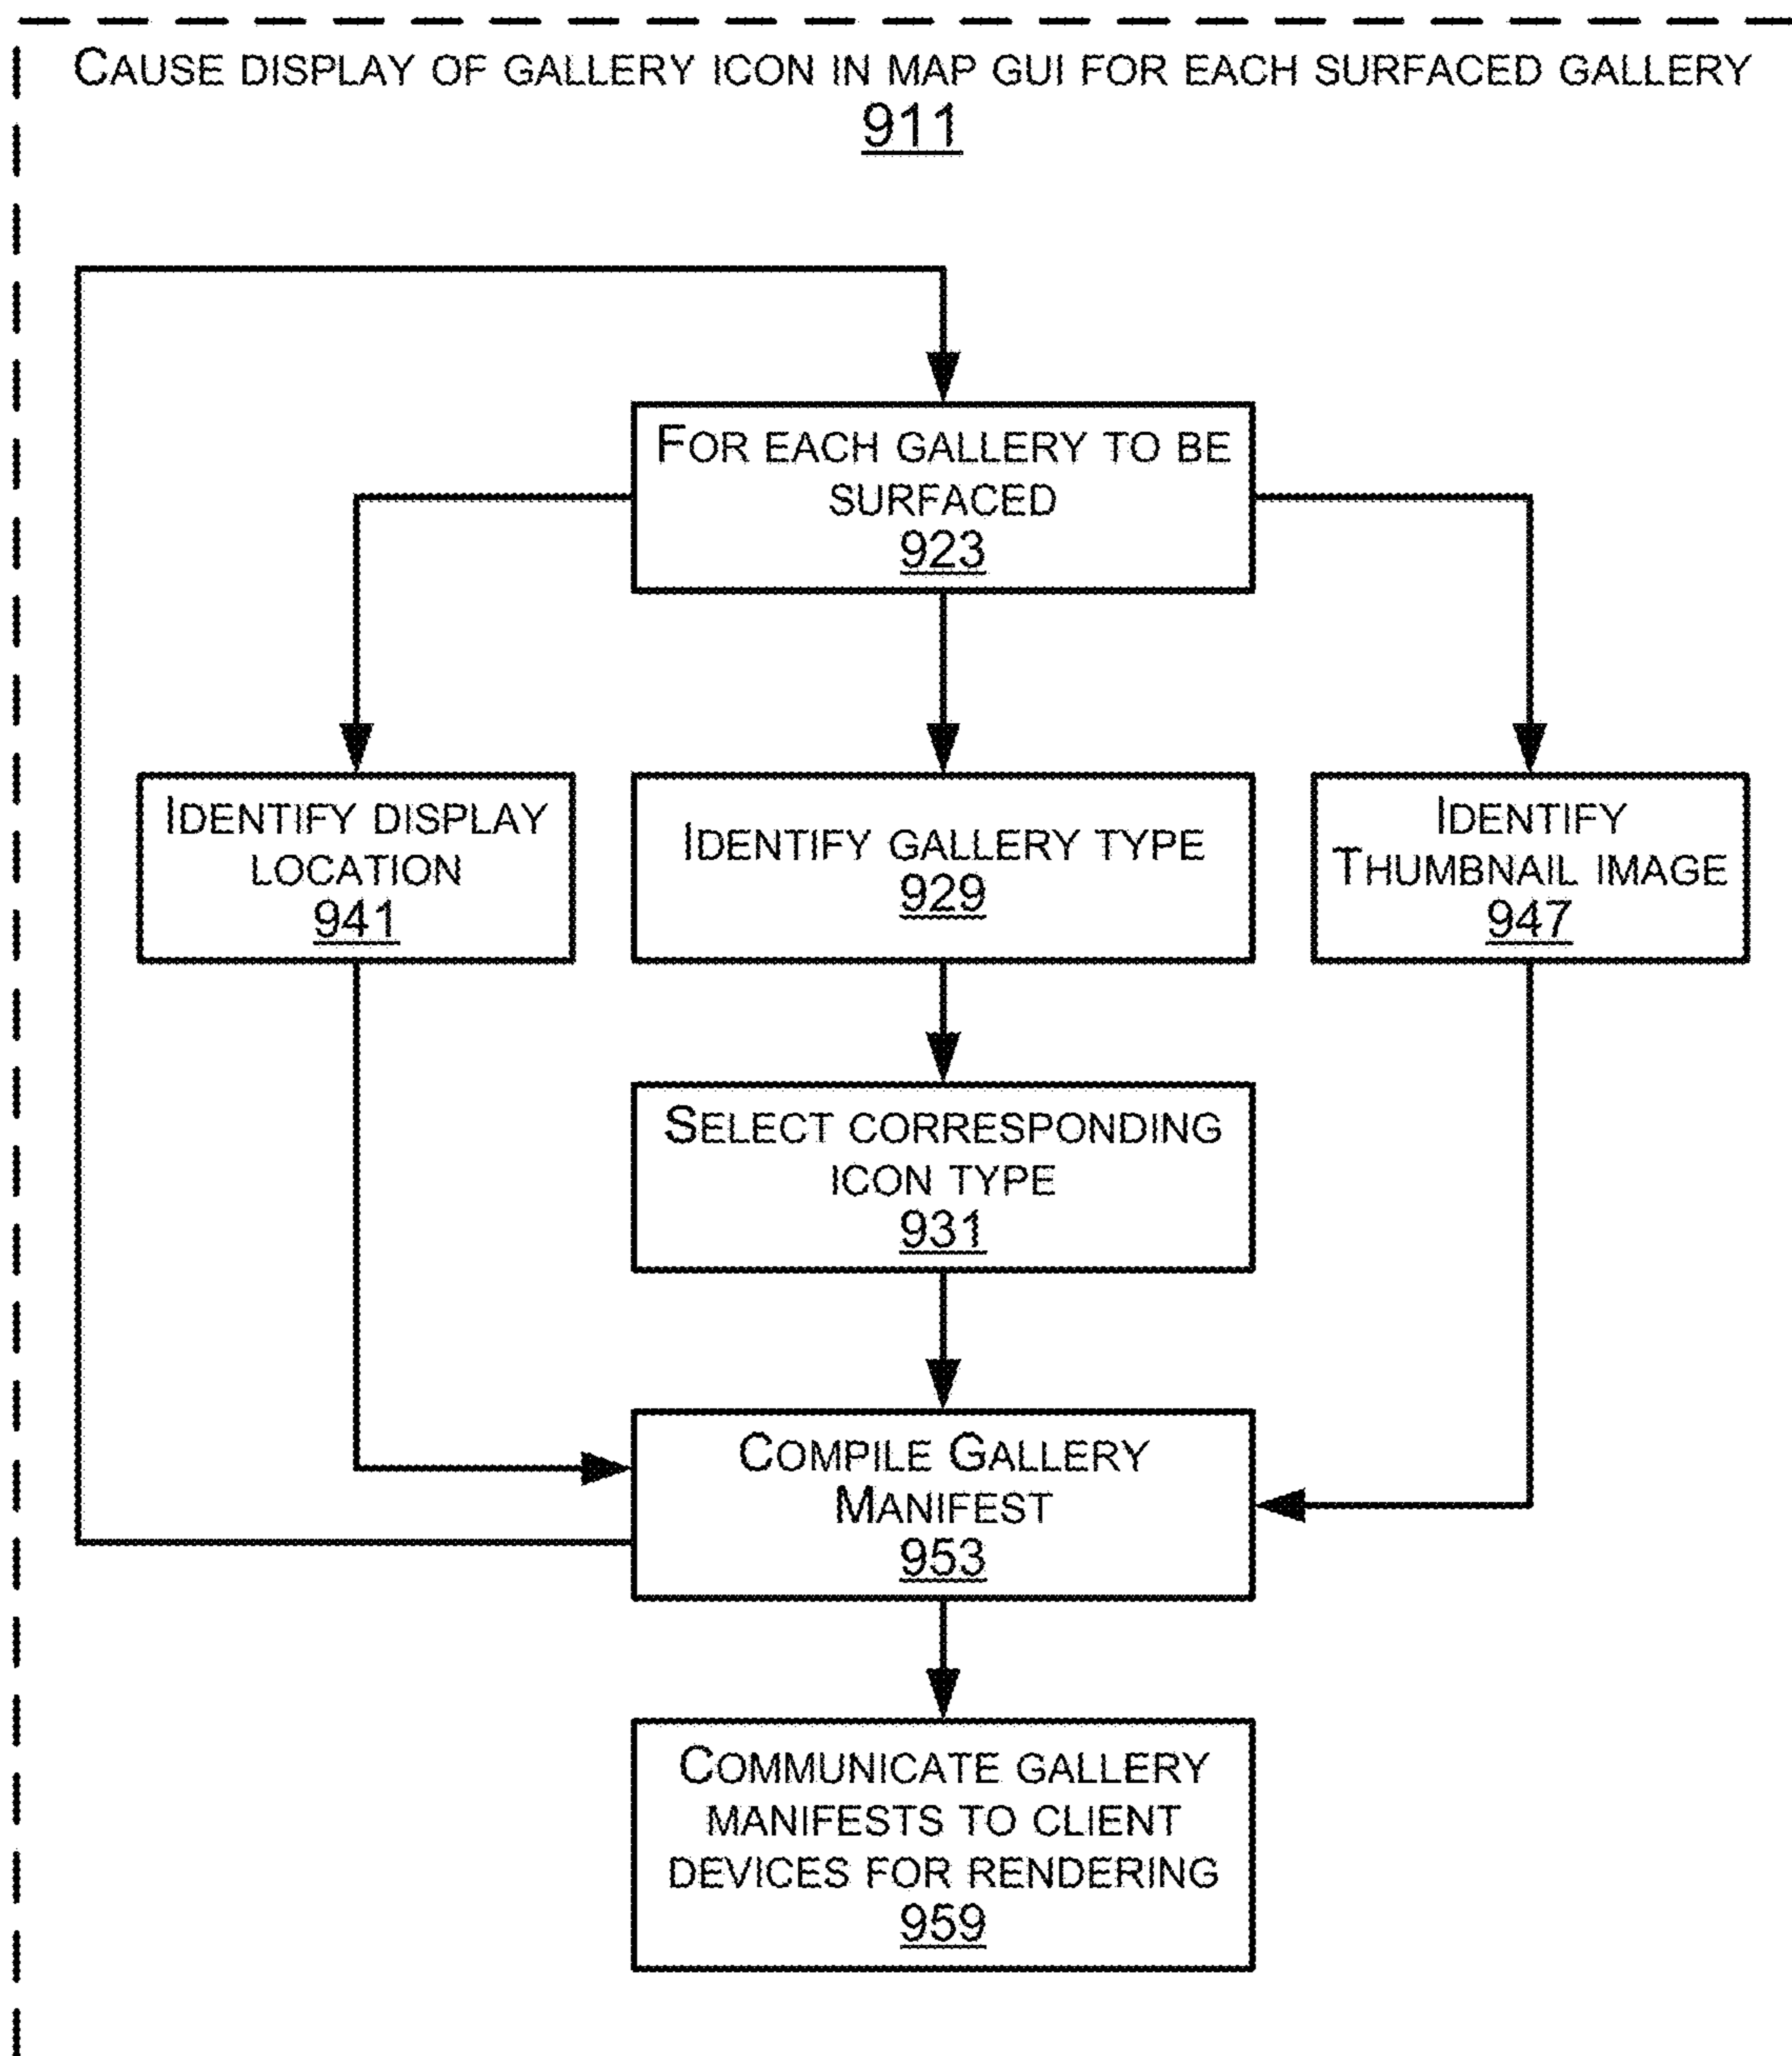 CAUSE DISPLAY OF GALLERY ICON IN MAP GUI FOR EACH SURFACED GALLERY
911
FOR EACH GALLERY TO BE
SURFACED
923
IDENTIFY DISPLAY
LOCATION
941
IDENTIFY GALLERY TYPE
929
IDENTIFY
THUMBNAIL IMAGE
947
SELECT CORRESPONDING
ICON TYPE
931
COMPILE GALLERY
MANIFEST
953
COMMUNICATE GALLERY
MANIFESTS TO CLIENT
DEVICES FOR RENDERING
959